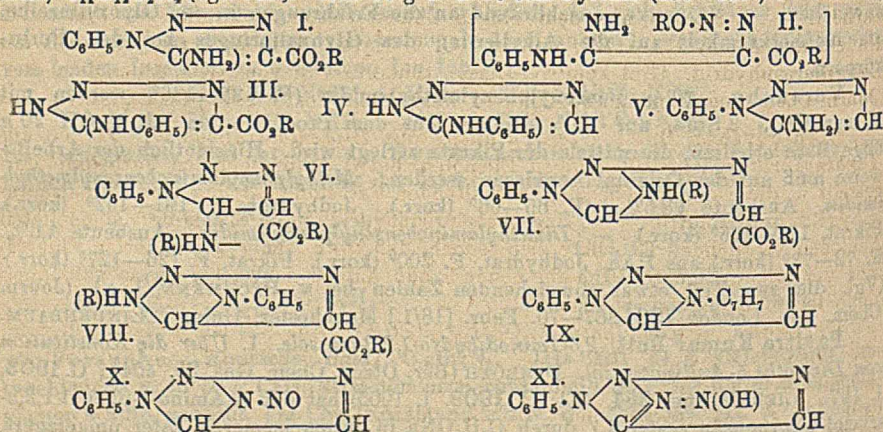 N N I. NH₂ RO·N : N II.
C₆H₅·N C(NH₂) : C·CO₂R [C₆H₅NH·C C·CO₂R]
N N III. N N N N
HN C(NHC₆H₅) : C·CO₂R IV. HN C(NHC₆H₅) : CH V. C₆H₅·N C(NH₂) : CH
N—N VI. N N
C₆H₅·N C₆H₅·N NH(R)
CH—CH VII. CH CH
(R)HN— (CO₂R) (CO₂R)
N N N N
(R)HN N·C₆H₅ C₆H₅·N N·C₇H₇
VIII. CH CH IX. CH CH
(CO₂R)
X. N N XI. N N
C₆H₅·N N·NO C₆H₅·N N : N(OH)
CH CH C CH